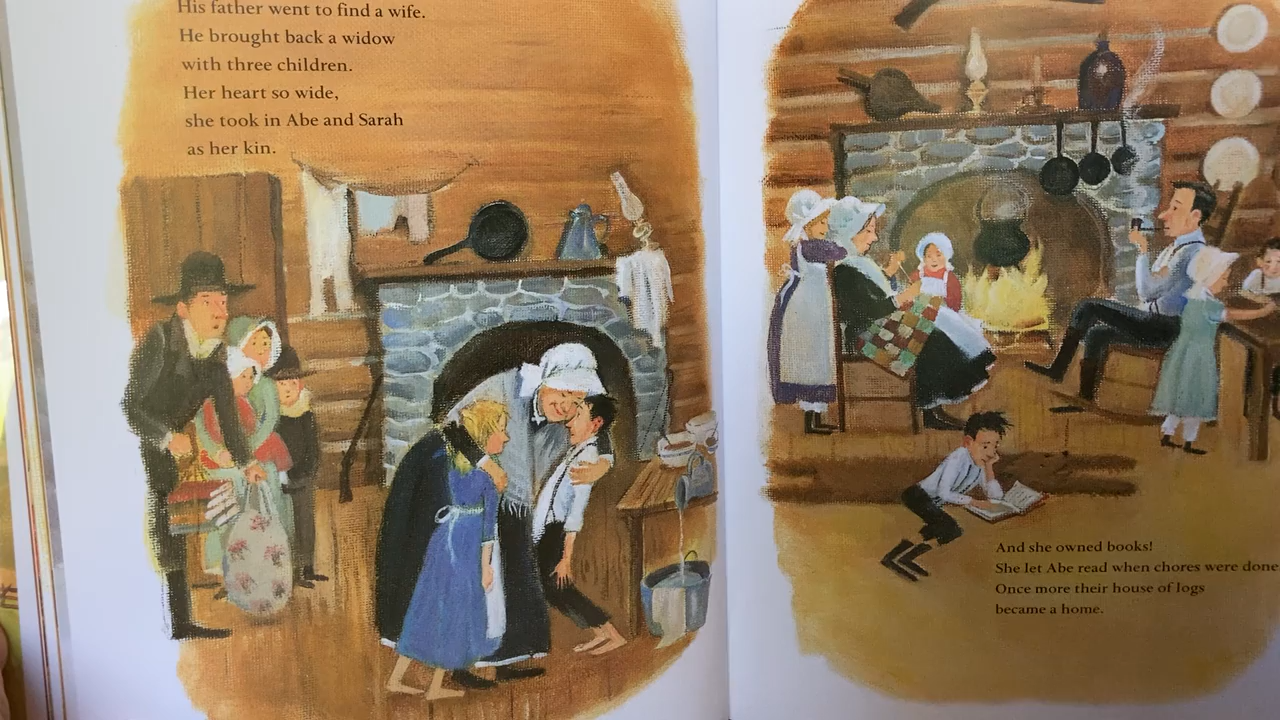 His father went to find a wife.
He brought back a widow
with three children.
Her heart so wide,
she took in Abe and Sarah
as her kin.
And she owned books!
She let Abe read when chores were done
Once more their house of logs
became a home.